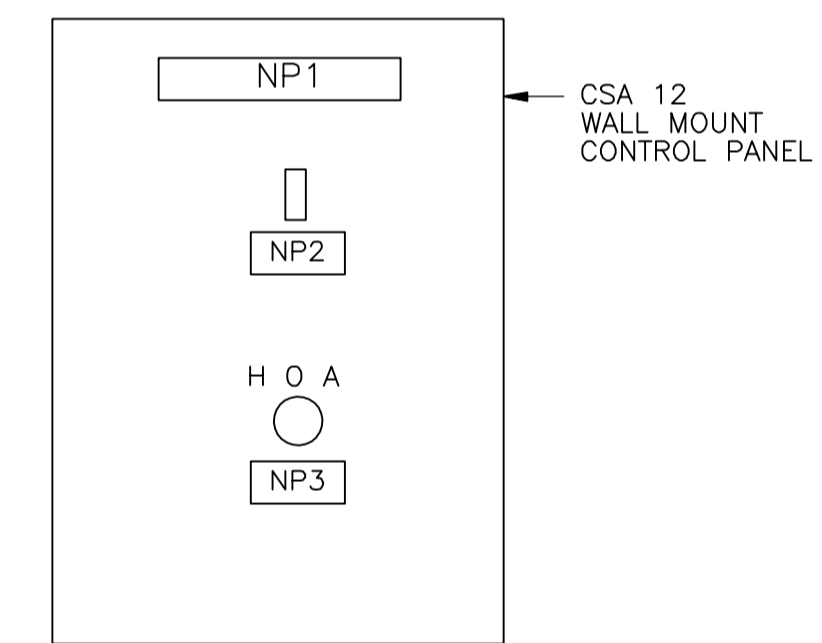 NP1
CSA 12
WALL MOUNT
CONTROL PANEL
NP2
H O A
NP3